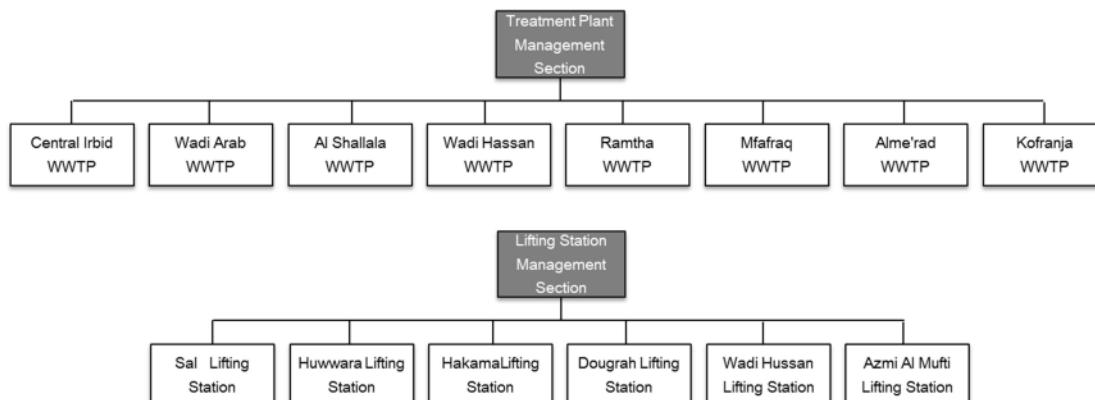 Treatment Plant
Management
Section
Central Irbid
WWTP
Wadi Arab
WWTP
Al Shallala
WWTP
Wadi Hassan
WWTP
Ramtha
WWTP
Mfafraq
WWTP
Alme'rad
WWTP
Kofranja
WWTP
Lifting Station
Management
Section
Sal Lifting
Station
Huwwara Lifting
Station
HakamaLifting
Station
Dougrah Lifting
Station
Wadi Hussan
Lifting Station
Azmi Al Mufti
Lifting Station